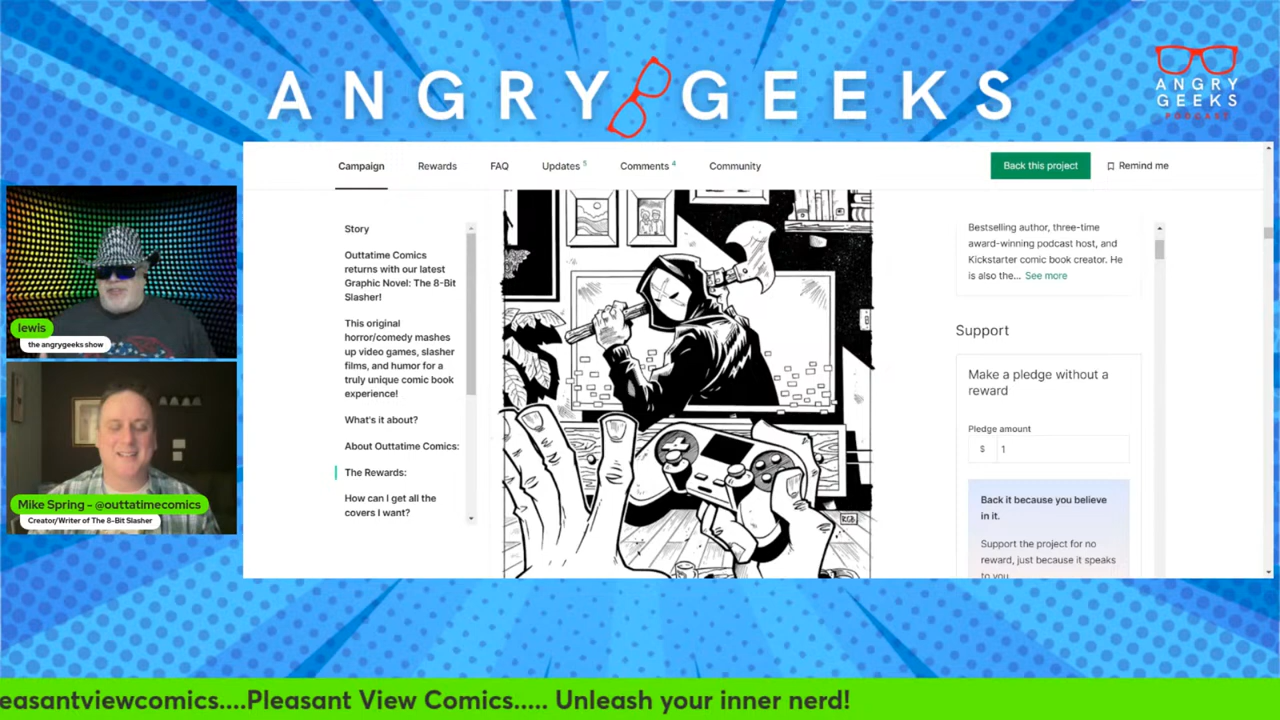 ANGRY GEEKS
ANGRY
GEEKS
PODCAST
Campaign
Rewards
FAQ
Updates 5
Comments 4
Community
Back this project
Remind me
Story
Outtatime Comics
returns with our latest
Graphic Novel: The 8-Bit
Slasher!
This original
horror/comedy mashes
up video games, slasher
films, and humor for a
truly unique comic book
experience!
What's it about?
About Outtatime Comics:
The Rewards:
How can I get all the
covers I want?
RGB
Bestselling author, three-time
award-winning podcast host, and
Kickstarter comic book creator. He
is also the... See more
Support
Make a pledge without a
reward
Pledge amount
$ 1
Back it because you believe
in it.
Support the project for no
reward, just because it speaks
to you.
lewis
the angrygeeks show
Mike Spring - @outtatimecomics
Creator/Writer of The 8-Bit Slasher
easantviewcomics....Pleasant View Comics..... Unleash your inner nerd!